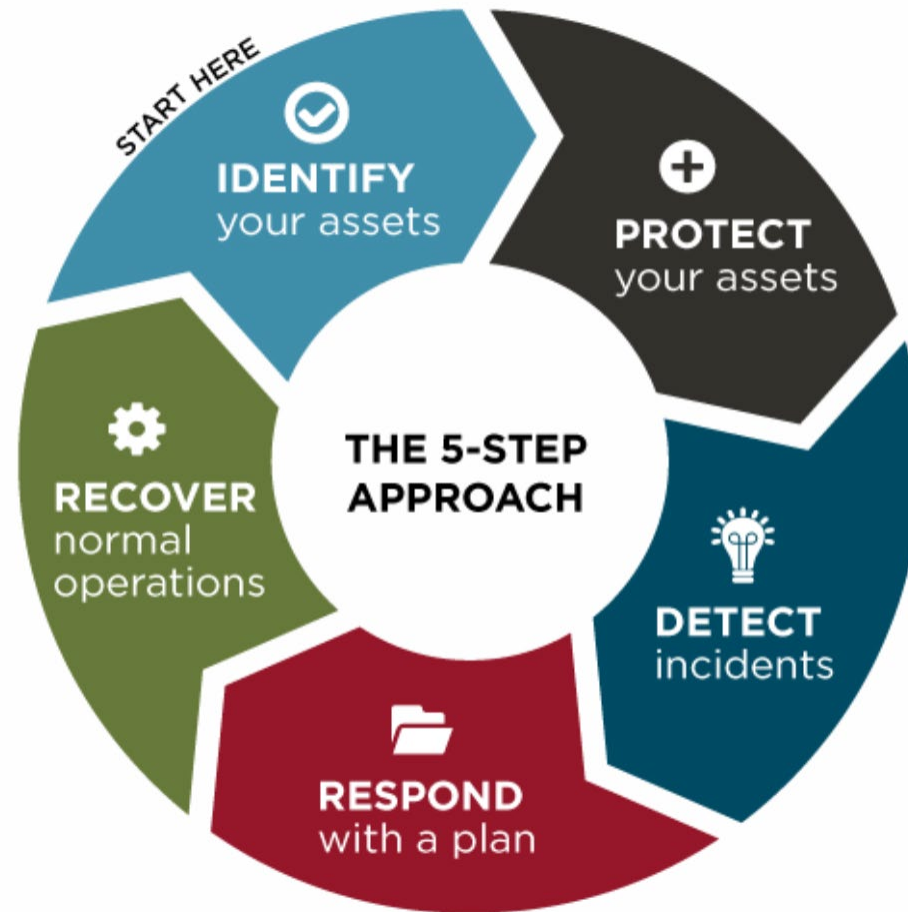 START HERE
IDENTIFY
your assets
PROTECT
your assets
DETECT
incidents
RESPOND
with a plan
RECOVER
normal
operations
THE 5-STEP
APPROACH